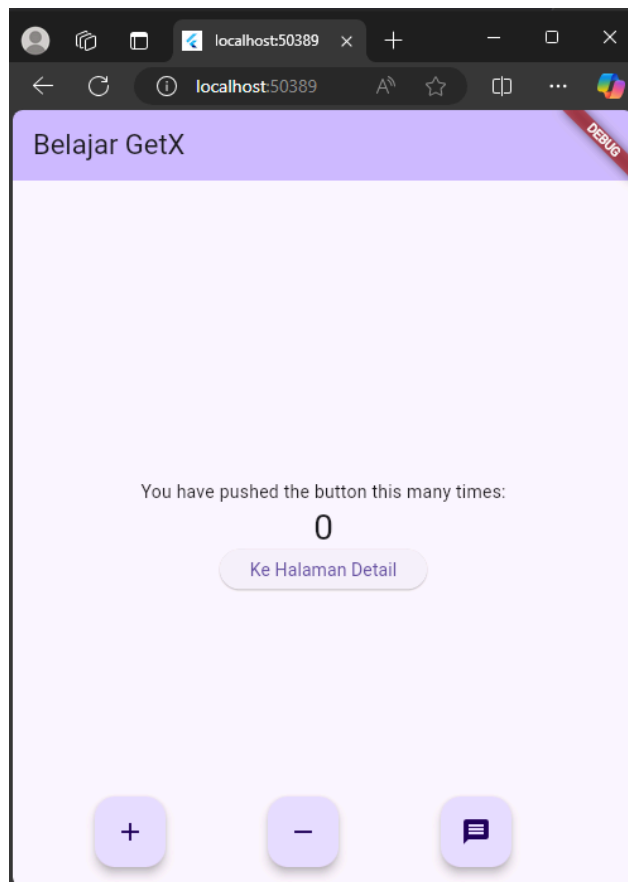 localhost:50389
localhost:50389
Belajar GetX
DEBUG
You have pushed the button this many times:
0
Ke Halaman Detail